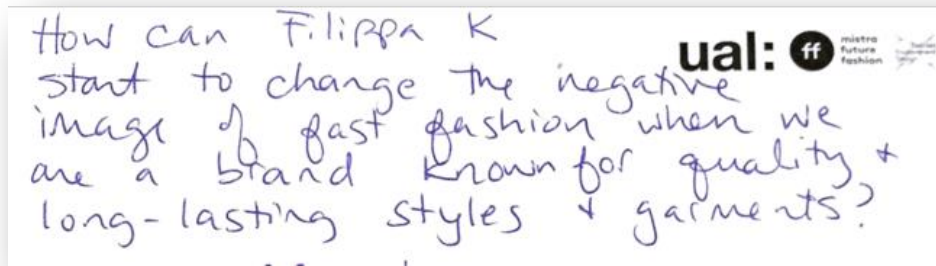 How can Filippa K
start to change the negative
image of fast fashion when we
are a brand known for quality +
long-lasting styles + garments?
ual:
ff
mistra
future
fashion